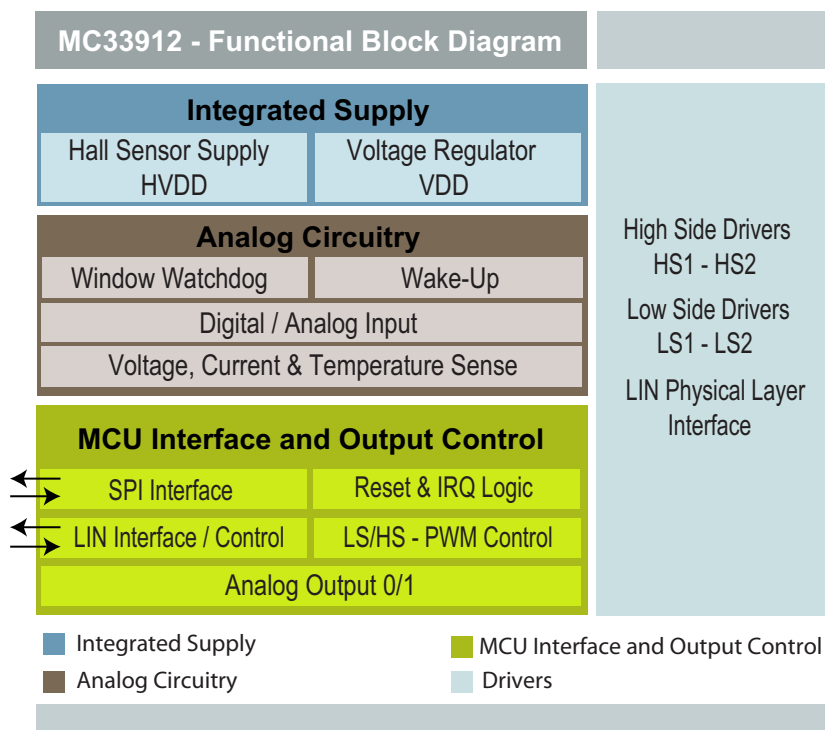 MC33912 - Functional Block Diagram
Integrated Supply
Hall Sensor Supply
HVDD
Voltage Regulator
VDD
Analog Circuitry
Window Watchdog
Wake-Up
Digital / Analog Input
Voltage, Current & Temperature Sense
MCU Interface and Output Control
SPI Interface
Reset & IRQ Logic
LIN Interface / Control
LS/HS - PWM Control
Analog Output 0/1
High Side Drivers
HS1 - HS2
Low Side Drivers
LS1 - LS2
LIN Physical Layer
Interface
Integrated Supply
MCU Interface and Output Control
Analog Circuitry
Drivers